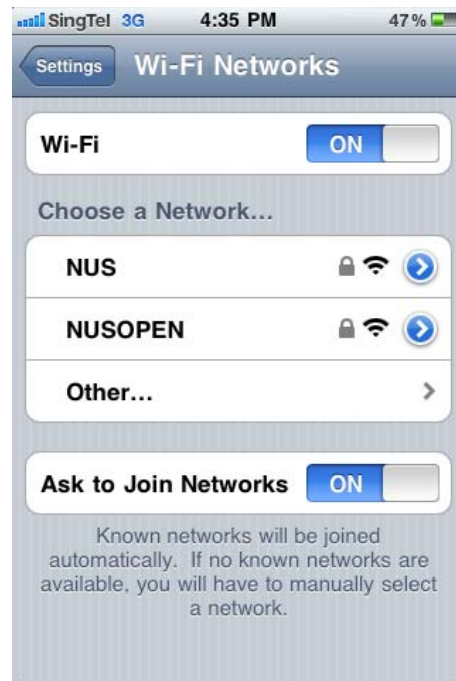 SingTel 3G 4:35 PM 47%
Settings Wi-Fi Networks
Wi-Fi ON
Choose a Network...
NUS
NUSOPEN
Other...
Ask to Join Networks ON
Known networks will be joined
automatically. If no known networks are
available, you will have to manually select
a network.